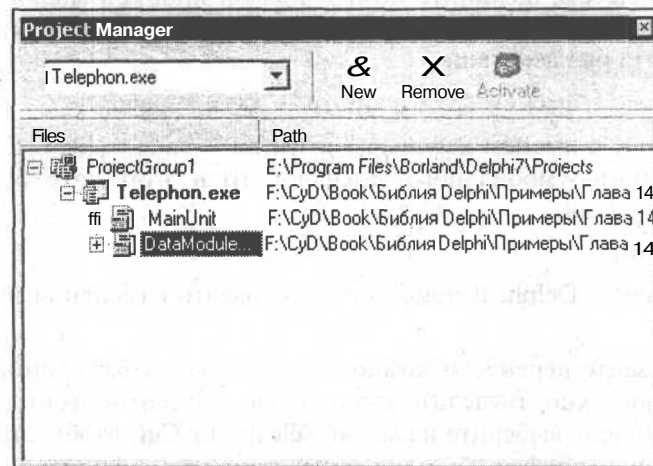 Project Manager
Telephon.exe
& X
New Remove Activate
Files Path
ProjectGroup1 E:\Program Files\Borland\Delphi7\Projects
Telephon.exe F:\CyD\Book\Библия Delphi\Примеры\Глава 14
ffi MainUnit F:\CyD\Book\Библия Delphi\Примеры\Глава 14
DataModule... F:\CyD\Book\Библия Delphi\Примеры\Глава 14